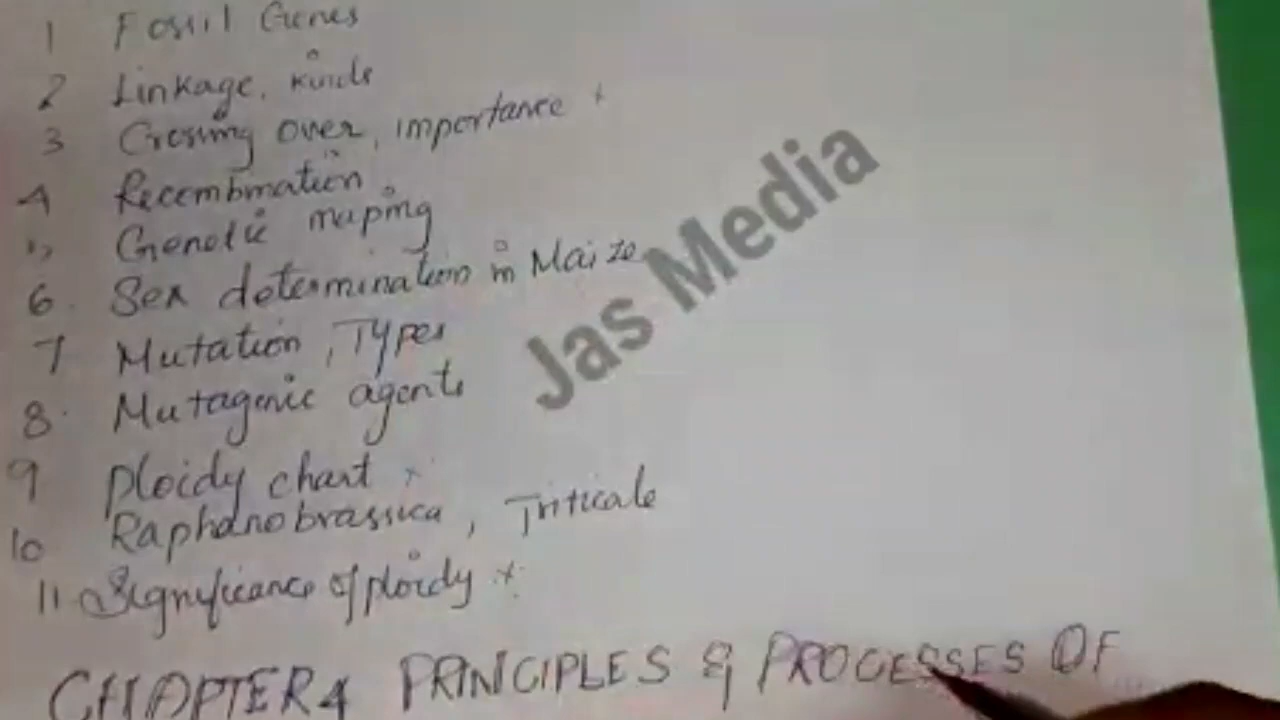 1 Fossil Genes
2 Linkage, kinds
3 Crossing over, importance +
4 Recombination
5 Genetic maping
6. Sex determination in Maize
7 Mutation, Types
8. Mutagenic agents
9 Ploidy chart ×
10 Raphanobrassica, Triticale
11 Significance of ploidy ×
CHAPTER 4 PRINCIPLES & PROCESSES OF
Jas Media